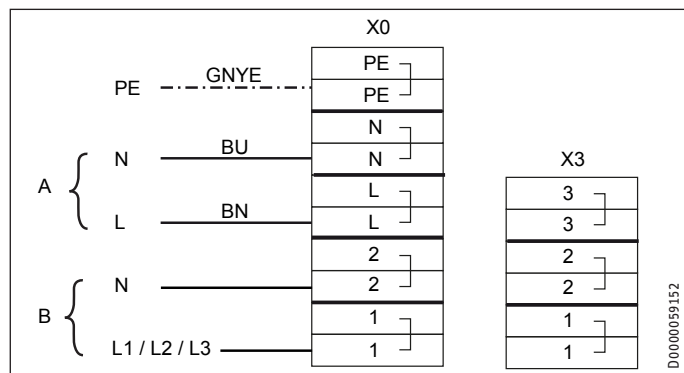 X0
PE
PE
GNYE
PE
N
A
N
BU
N
X3
L
3
L
BN
L
3
2
2
B
N
2
2
1
1
L1 / L2 / L3
1
1
D0000059152